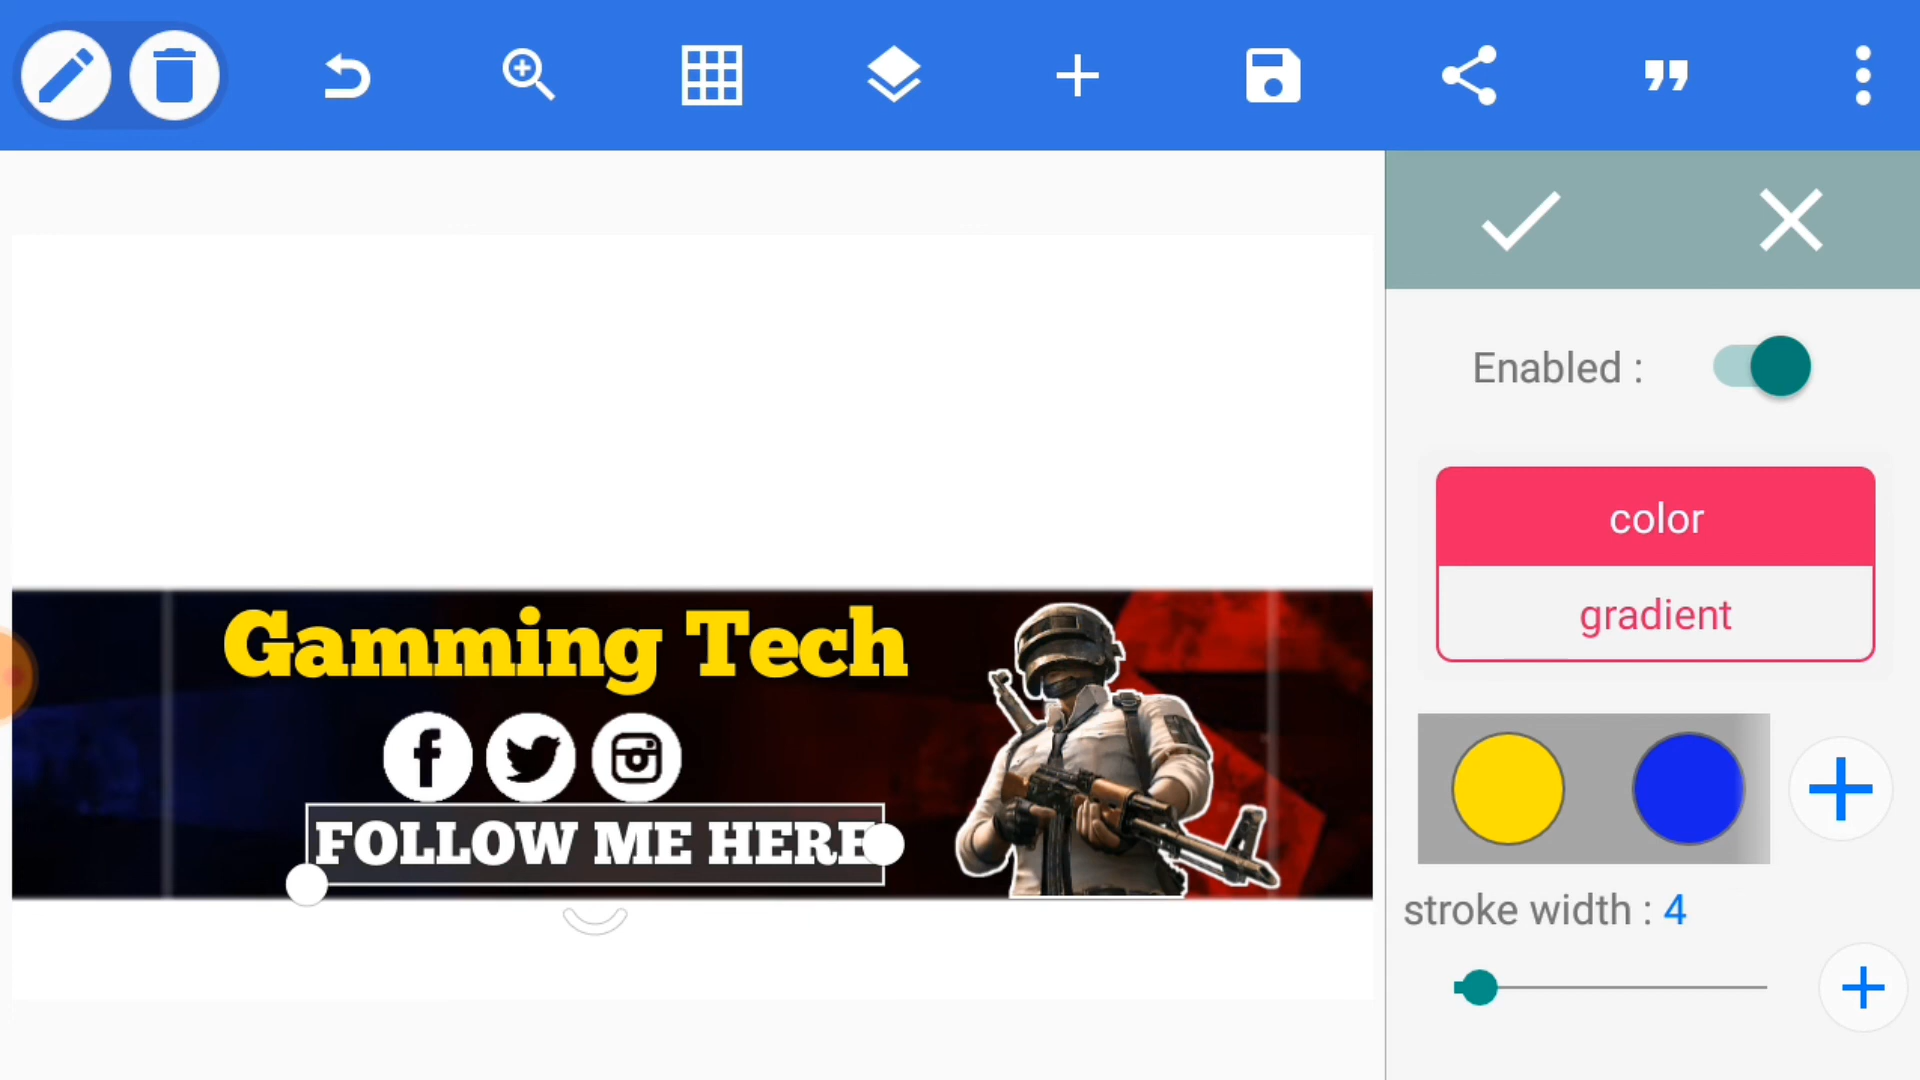 Enabled :
color
gradient
Gamming Tech
FOLLOW ME HERE
stroke width : 4